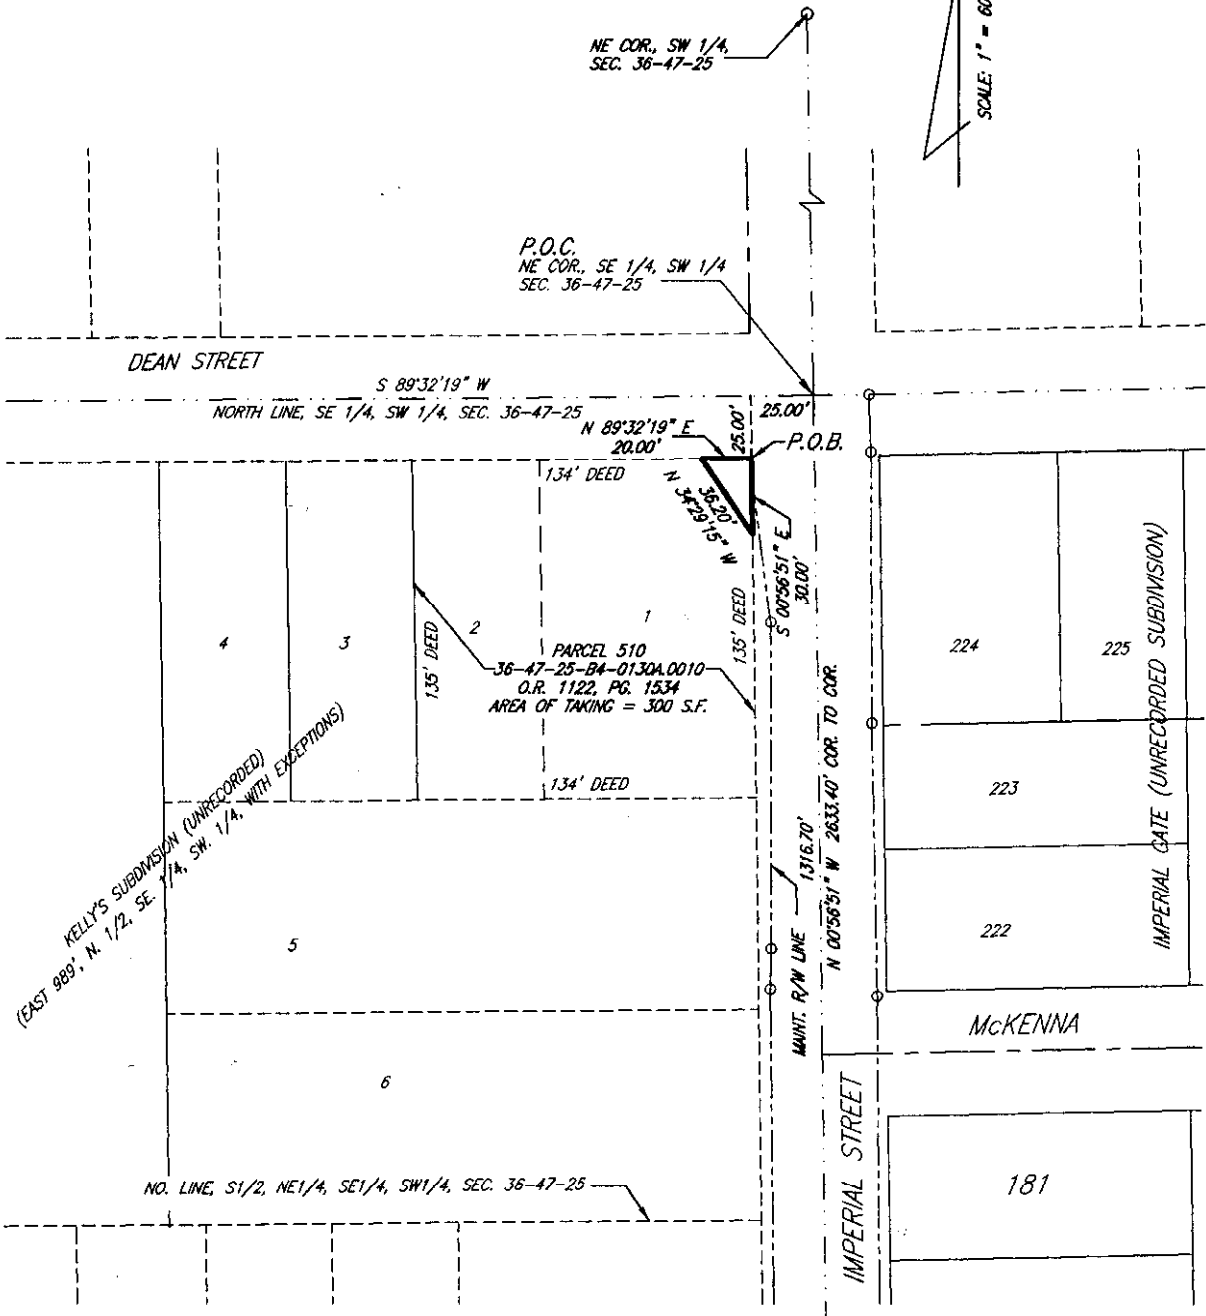 NE COR., SW 1/4,
SEC. 36-47-25
SCALE: 1" = 60
P.O.C.
NE COR., SE 1/4, SW 1/4
SEC. 36-47-25
DEAN STREET
S 89°32'19" W
NORTH LINE, SE 1/4, SW 1/4, SEC. 36-47-25
25.00'
25.00'
N 89°32'19" E
20.00'
P.O.B.
134' DEED
36.20'
N 34°29'15" W
S 00°56'51" E
30.00'
135' DEED
135' DEED
4
3
2
1
PARCEL 510
36-47-25-B4-0130A.0010
O.R. 1122, PG. 1534
AREA OF TAKING = 300 S.F.
134' DEED
KELLY'S SUBDIVISION (UNRECORDED)
(EAST 989', N. 1/2, SE. 1/4, SW. 1/4, WITH EXCEPTIONS)
5
6
MAINT. R/W LINE
1316.70'
N 00°56'51" W 2633.40' COR. TO COR.
224
225
223
222
IMPERIAL GATE (UNRECORDED SUBDIVISION)
McKENNA
IMPERIAL STREET
181
NO. LINE, S1/2, NE1/4, SE1/4, SW1/4, SEC. 36-47-25